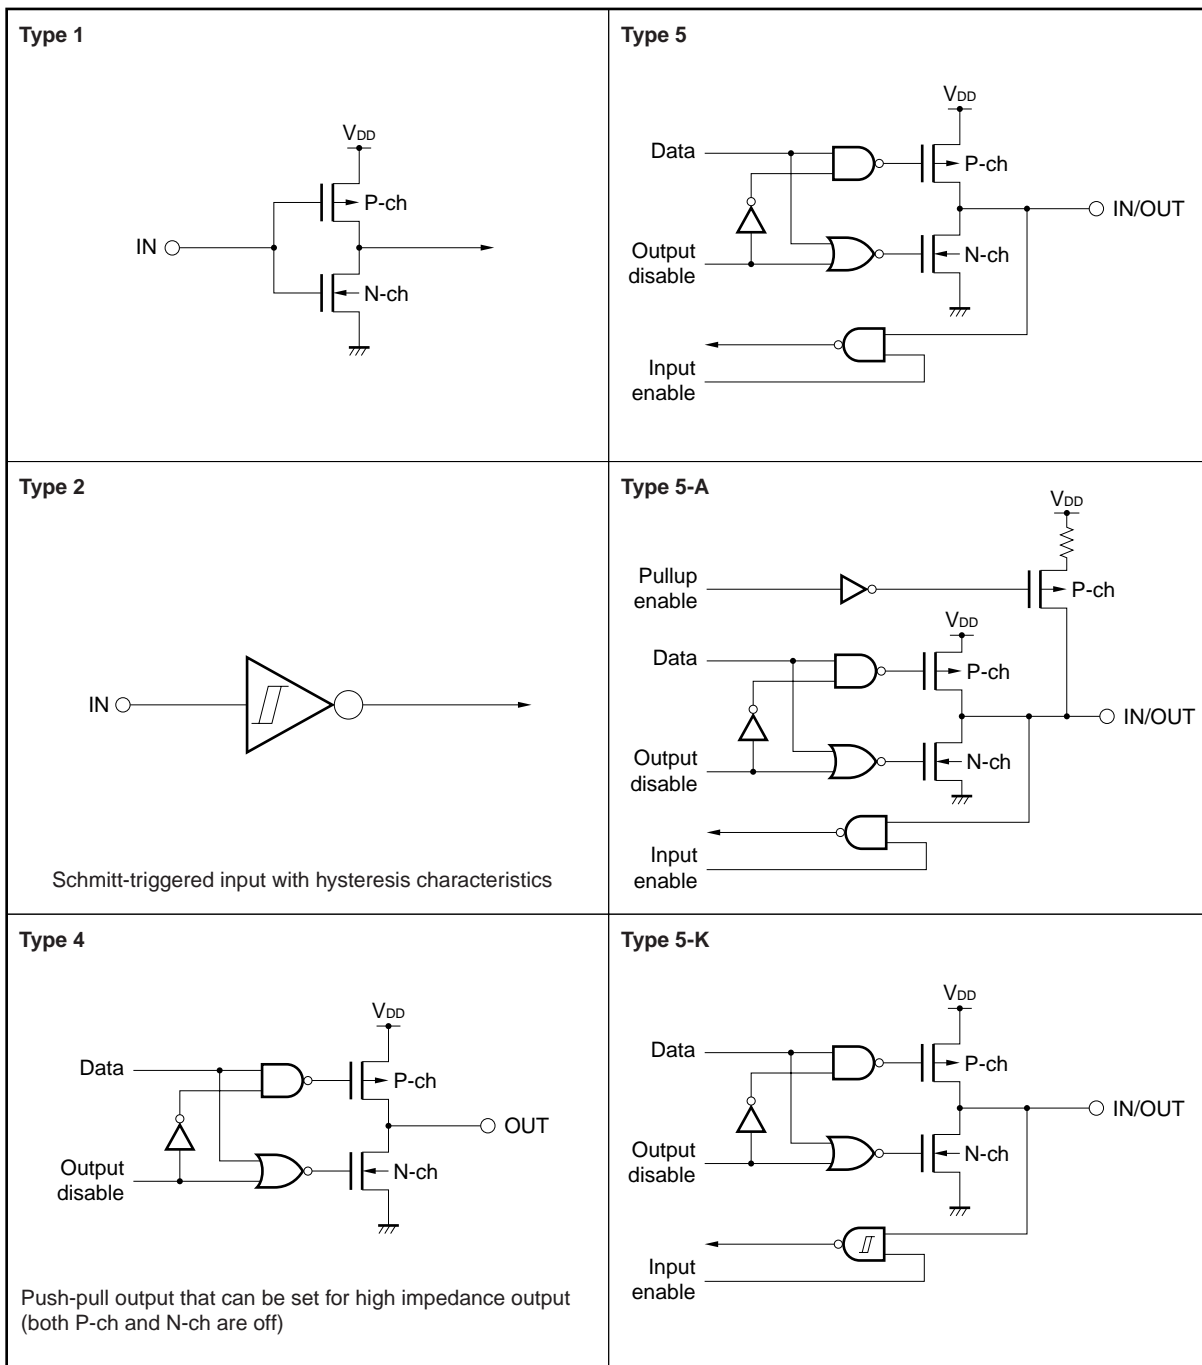 Type 1
VDD
P-ch
IN
N-ch
Type 5
VDD
Data
P-ch
IN/OUT
Output
disable
N-ch
Input
enable
Type 2
IN
Schmitt-triggered input with hysteresis characteristics
Type 5-A
VDD
Pullup
enable
P-ch
VDD
Data
P-ch
IN/OUT
Output
disable
N-ch
Input
enable
Type 4
VDD
Data
P-ch
OUT
Output
disable
N-ch
Push-pull output that can be set for high impedance output
(both P-ch and N-ch are off)
Type 5-K
VDD
Data
P-ch
IN/OUT
Output
disable
N-ch
Input
enable